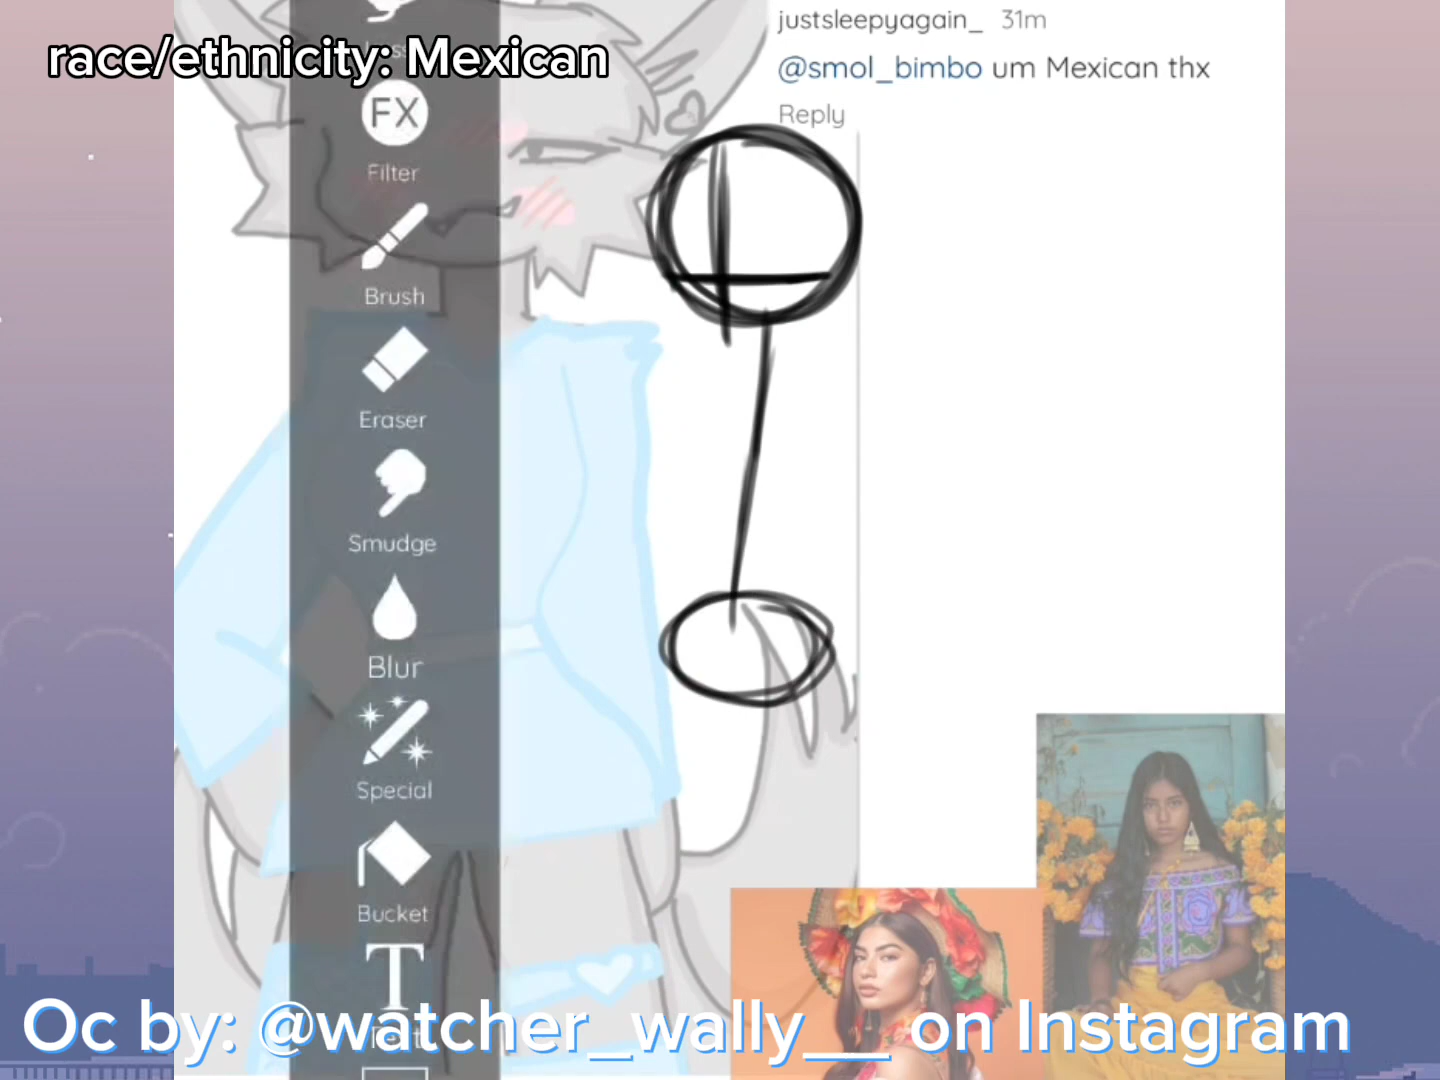 justsleepyagain_ 31m
race/ethnicity: Mexican
@smol_bimbo um Mexican thx
Reply
FX
Filter
Brush
Eraser
Smudge
Blur
Special
Bucket
T
Text
Oc by: @watcher_wally__ on Instagram